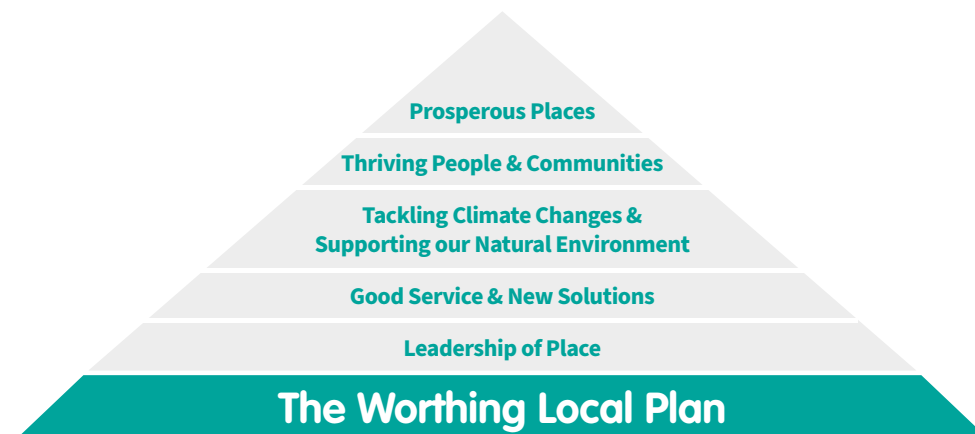 Prosperous Places
Thriving People & Communities
Tackling Climate Changes &
Supporting our Natural Environment
Good Service & New Solutions
Leadership of Place
The Worthing Local Plan